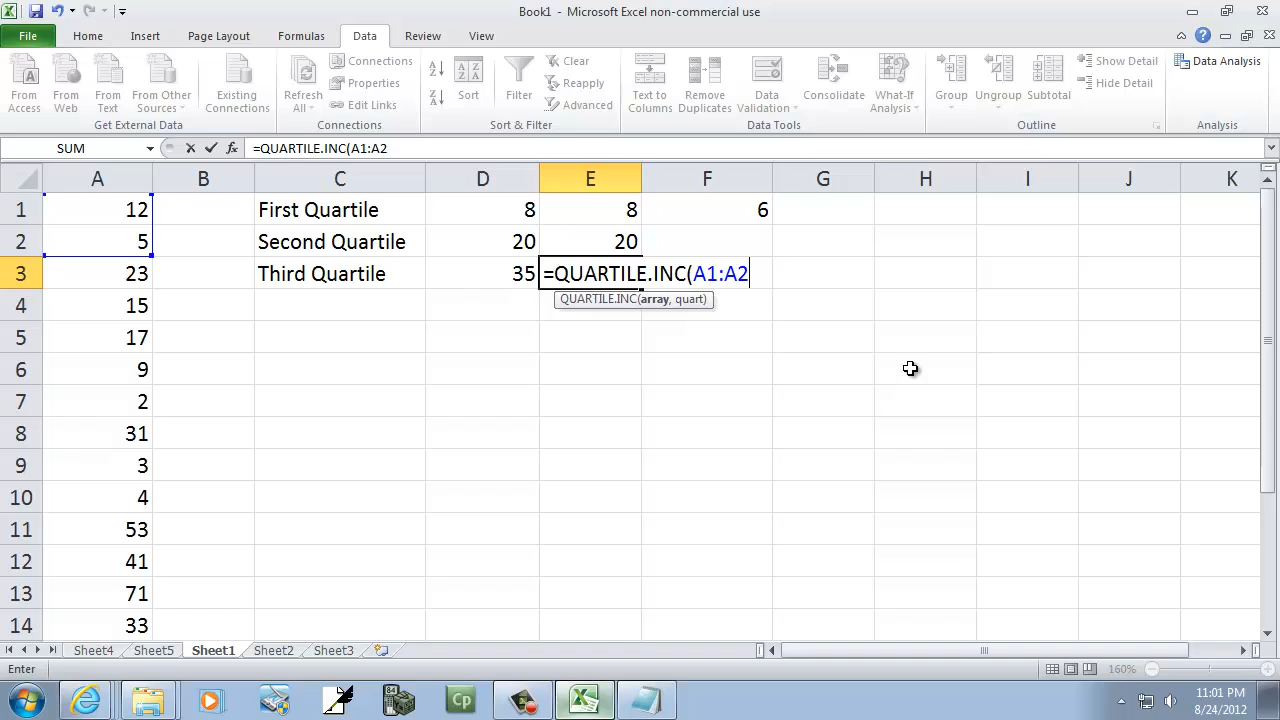 Book1 - Microsoft Excel non-commercial use
File Home Insert Page Layout Formulas Data Review View
From Access
From Web
From Text
From Other Sources
Existing Connections
Get External Data
Refresh All
Connections
Properties
Edit Links
Connections
Sort
Filter
Clear
Reapply
Advanced
Sort & Filter
Text to Columns
Remove Duplicates
Data Validation
Consolidate
What-If Analysis
Data Tools
Group
Ungroup
Subtotal
Show Detail
Hide Detail
Outline
Data Analysis
Analysis
SUM =QUARTILE.INC(A1:A2
A B C D E F G H I J K
1 12 First Quartile 8 8 6
2 5 Second Quartile 20 20
3 23 Third Quartile 35 =QUARTILE.INC(A1:A2
QUARTILE.INC(array, quart)
4 15
5 17
6 9
7 2
8 31
9 3
10 4
11 53
12 41
13 71
14 33
Sheet4 Sheet5 Sheet1 Sheet2 Sheet3
Enter 160%
Cp
11:01 PM
8/24/2012